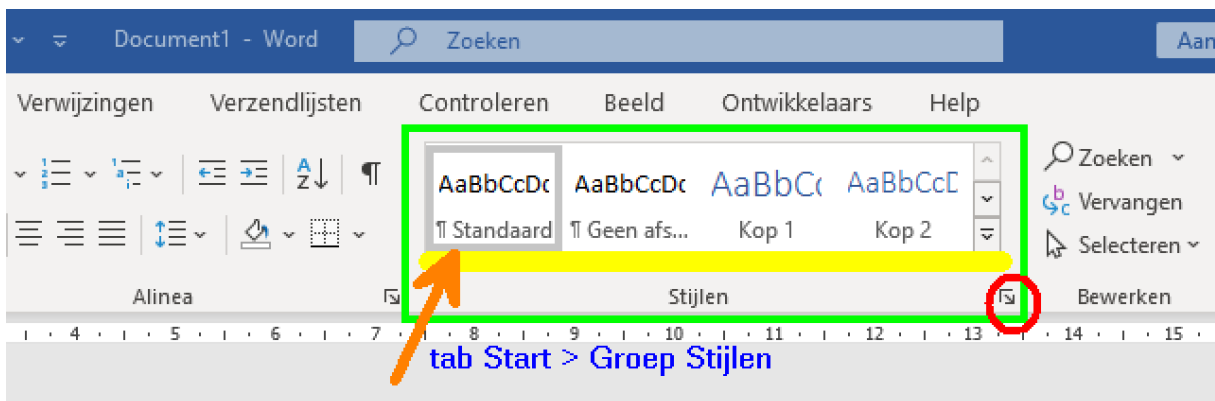 Document1 - Word Zoeken Aan
Verwijzingen Verzendlijsten Controleren Beeld Ontwikkelaars Help
AaBbCcDc AaBbCcDc AaBbC( AaBbCcE Zoeken
¶ Standaard ¶ Geen afs... Kop 1 Kop 2 Vervangen
Selecteren
Alinea Stijlen Bewerken
4 5 6 7 8 9 10 11 12 13 14 15
tab Start > Groep Stijlen